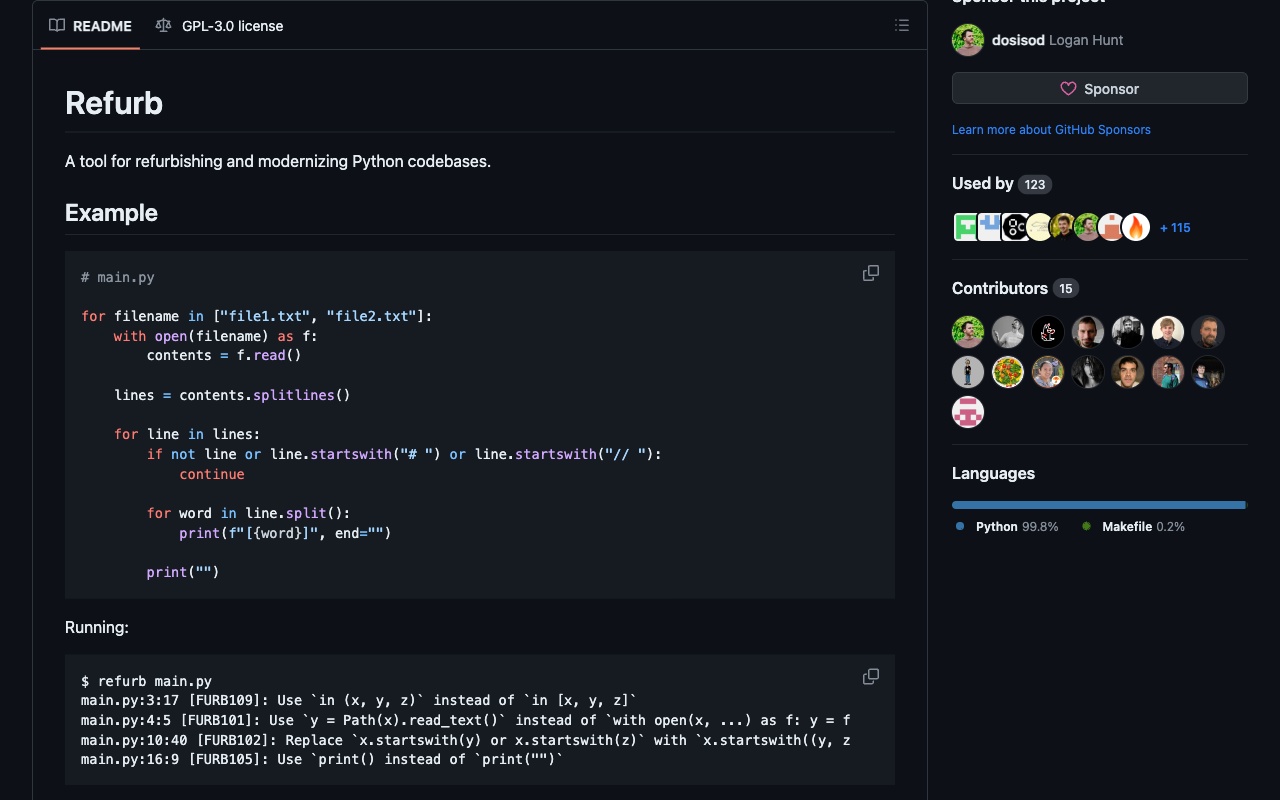 README
GPL-3.0 license
Refurb
A tool for refurbishing and modernizing Python codebases.
Example
# main.py
for filename in ["file1.txt", "file2.txt"]:
    with open(filename) as f:
        contents = f.read()
    lines = contents.splitlines()
    for line in lines:
        if not line or line.startswith("# ") or line.startswith("// "):
            continue
        for word in line.split():
            print(f"[{word}]", end="")
        print("")
Running:
$ refurb main.py
main.py:3:17 [FURB109]: Use `in (x, y, z)` instead of `in [x, y, z]`
main.py:4:5 [FURB101]: Use `y = Path(x).read_text()` instead of `with open(x, ...) as f: y = f
main.py:10:40 [FURB102]: Replace `x.startswith(y) or x.startswith(z)` with `x.startswith((y, z
main.py:16:9 [FURB105]: Use `print() instead of `print("")`
Sponsor this project
dosisod Logan Hunt
Sponsor
Learn more about GitHub Sponsors
Used by 123
+ 115
Contributors 15
Languages
Python 99.8%
Makefile 0.2%